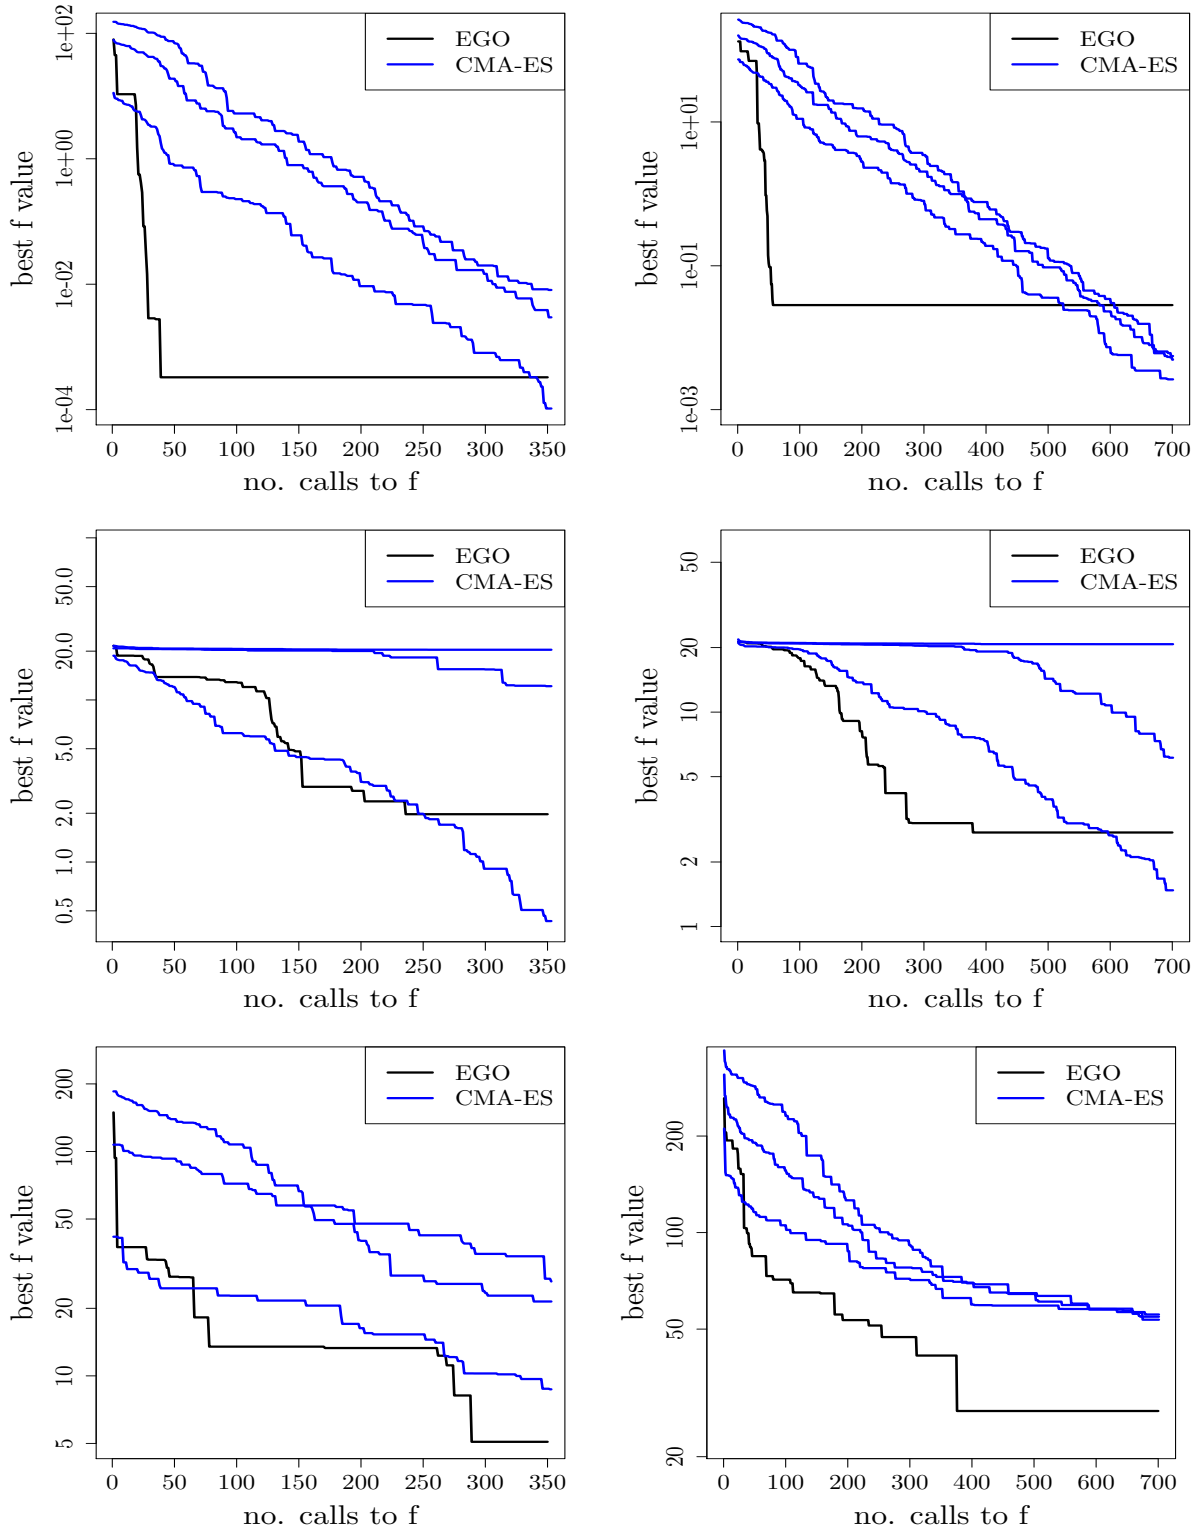 EGO
CMA-ES
best f value
1e+02
1e+00
1e-02
1e-04
0 50 100 150 200 250 300 350
no. calls to f
EGO
CMA-ES
best f value
1e+01
1e-01
1e-03
0 100 200 300 400 500 600 700
no. calls to f
EGO
CMA-ES
best f value
50.0
20.0
5.0
2.0
1.0
0.5
0 50 100 150 200 250 300 350
no. calls to f
EGO
CMA-ES
best f value
50
20
10
5
2
1
0 100 200 300 400 500 600 700
no. calls to f
EGO
CMA-ES
best f value
200
100
50
20
10
5
0 50 100 150 200 250 300 350
no. calls to f
EGO
CMA-ES
best f value
200
100
50
20
0 100 200 300 400 500 600 700
no. calls to f